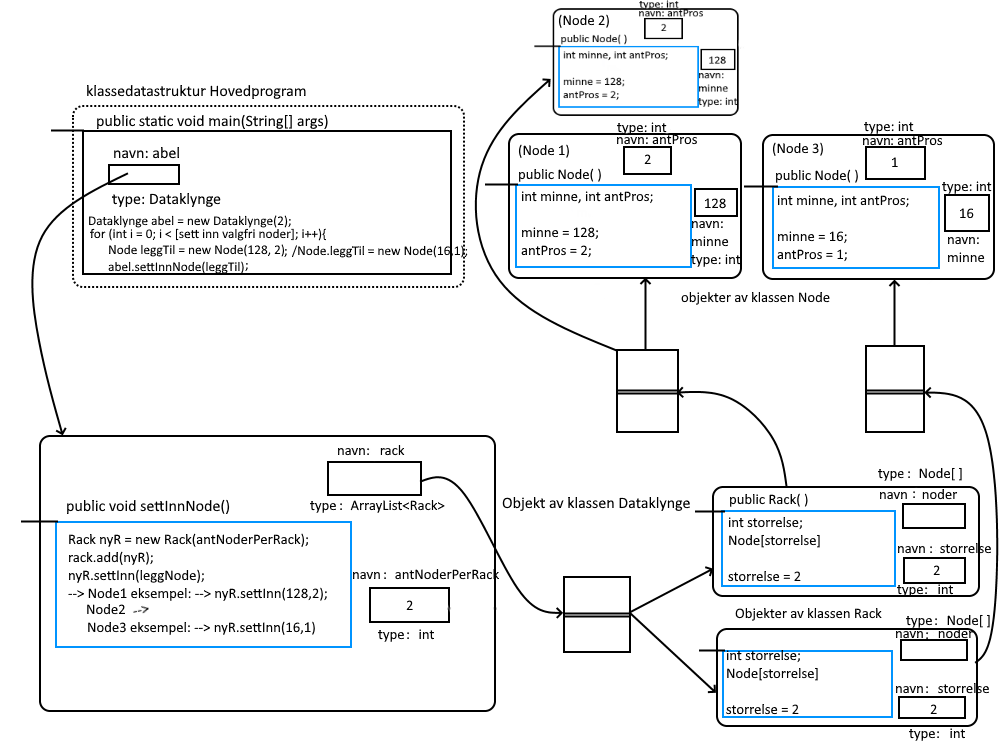 type: int
navn: antPros
(Node 2)
2
public Node( )
int minne, int antPros;
128
navn:
minne
type: int
minne = 128;
antPros = 2;
klassedatastruktur Hovedprogram
public static void main(String[] args)
navn: abel
type: Dataklynge
Dataklynge abel = new Dataklynge(2);
for (int i = 0; i < [sett inn valgfri noder]; i++){
Node leggTil = new Node(128, 2); /Node.leggTil = new Node(16,1);
abel.settInnNode(leggTil);
type: int
navn: antPros
(Node 1)
2
public Node( )
int minne, int antPros;
128
navn:
minne
type: int
minne = 128;
antPros = 2;
type: int
navn: antPros
(Node 3)
1
public Node( )
type: int
int minne, int antPros;
16
navn:
minne
minne = 16;
antPros = 1;
objekter av klassen Node
navn: rack
type: ArrayList<Rack>
public void settInnNode()
Rack nyR = new Rack(antNoderPerRack);
rack.add(nyR);
nyR.settInn(leggNode);
--> Node1 eksempel: --> nyR.settInn(128,2);
Node2 -->
Node3 eksempel: --> nyR.settInn(16,1)
navn: antNoderPerRack
2
type: int
Objekt av klassen Dataklynge
type: Node[ ]
navn: noder
public Rack( )
int storrelse;
Node[storrelse]
storrelse = 2
navn: storrelse
2
type: int
Objekter av klassen Rack
type: Node[ ]
navn: noder
int storrelse;
Node[storrelse]
storrelse = 2
navn: storrelse
2
type: int